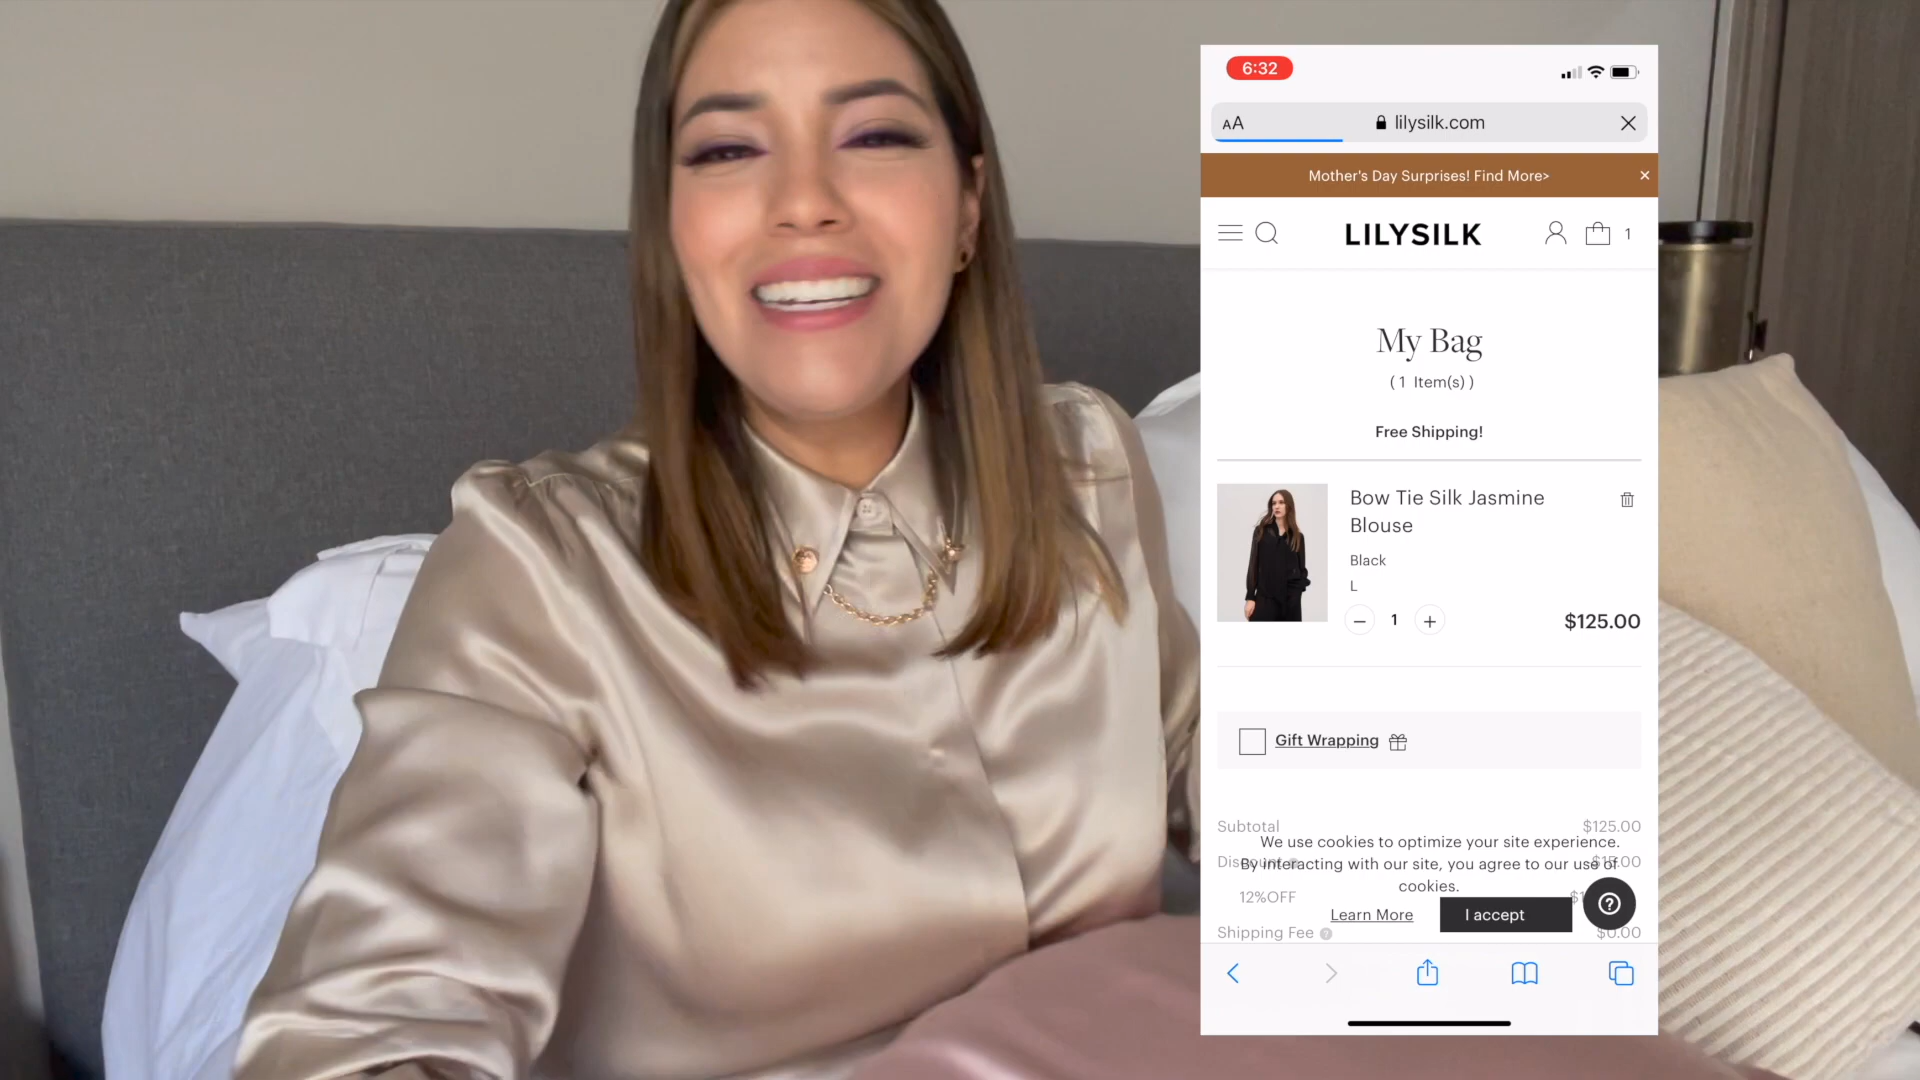 6:32
AA
lilysilk.com
Mother's Day Surprises! Find More>
LILYSILK
1
My Bag
( 1 Item(s) )
Free Shipping!
Bow Tie Silk Jasmine
Blouse
Black
L
1
$125.00
Gift Wrapping
Subtotal $125.00
We use cookies to optimize your site experience.
By interacting with our site, you agree to our use of
cookies.
12%OFF
Learn More
I accept
Shipping Fee $0.00